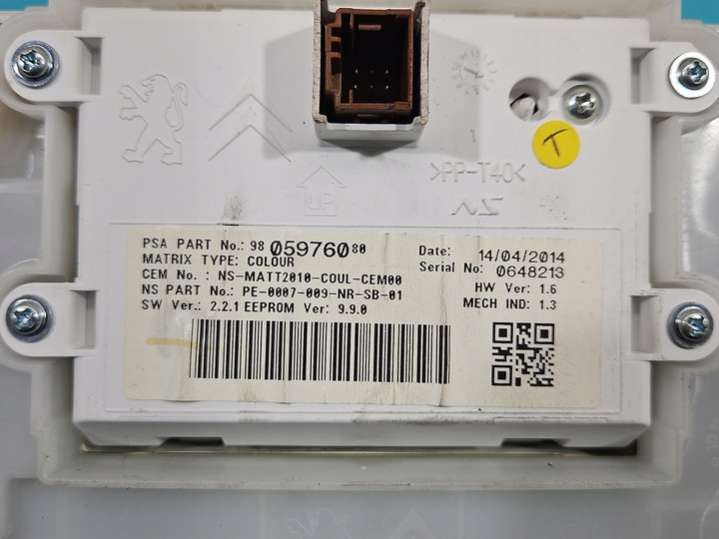 T
>PP-T40<
UP
NS
PSA PART No.: 98 059760 80
MATRIX TYPE: COLOUR
CEM No. : NS-MATT2010-COUL-CEM00
NS PART No.: PE-0007-009-NR-SB-01
SW Ver.: 2.2.1 EEPROM Ver: 9.9.0
Date: 14/04/2014
Serial No: 0648213
HW Ver: 1.6
MECH IND: 1.3